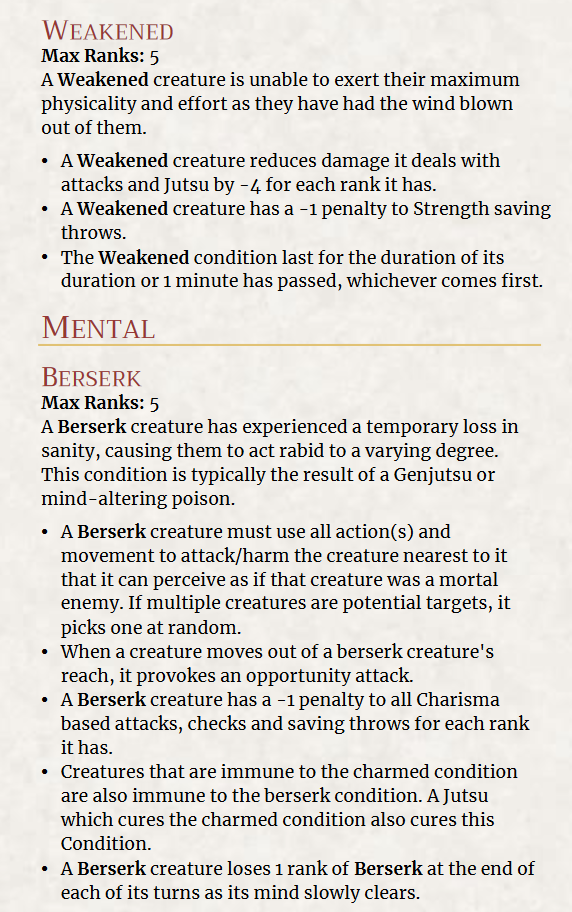 WEAKENED
Max Ranks: 5
A Weakened creature is unable to exert their maximum
physicality and effort as they have had the wind blown
out of them.
• A Weakened creature reduces damage it deals with
attacks and Jutsu by -4 for each rank it has.
• A Weakened creature has a -1 penalty to Strength saving
throws.
• The Weakened condition last for the duration of its
duration or 1 minute has passed, whichever comes first.
MENTAL
BERSERK
Max Ranks: 5
A Berserk creature has experienced a temporary loss in
sanity, causing them to act rabid to a varying degree.
This condition is typically the result of a Genjutsu or
mind-altering poison.
• A Berserk creature must use all action(s) and
movement to attack/harm the creature nearest to it
that it can perceive as if that creature was a mortal
enemy. If multiple creatures are potential targets, it
picks one at random.
• When a creature moves out of a berserk creature's
reach, it provokes an opportunity attack.
• A Berserk creature has a -1 penalty to all Charisma
based attacks, checks and saving throws for each rank
it has.
• Creatures that are immune to the charmed condition
are also immune to the berserk condition. A Jutsu
which cures the charmed condition also cures this
Condition.
• A Berserk creature loses 1 rank of Berserk at the end of
each of its turns as its mind slowly clears.